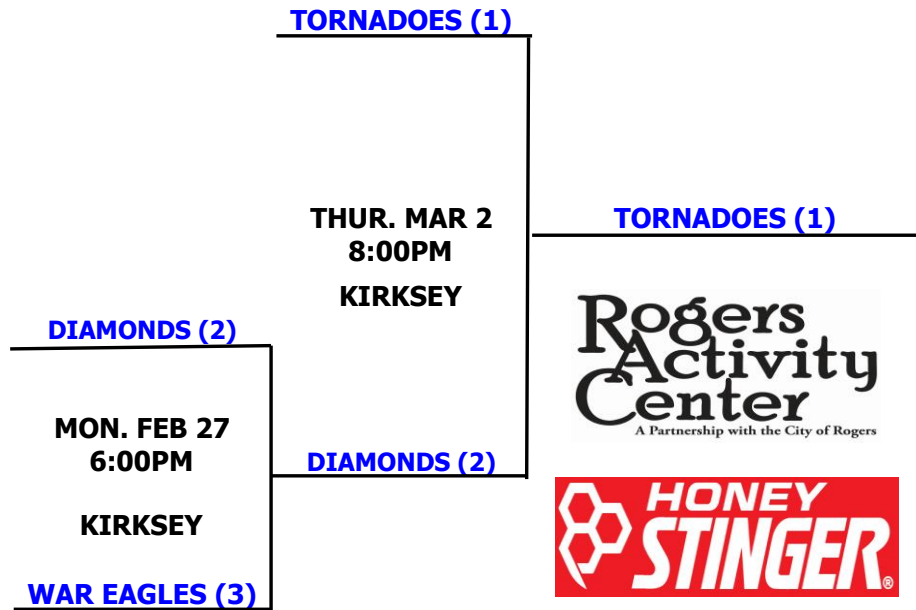 TORNADOES (1)
THUR. MAR 2
8:00PM
KIRKSEY
TORNADOES (1)
DIAMONDS (2)
MON. FEB 27
6:00PM
KIRKSEY
WAR EAGLES (3)
DIAMONDS (2)
Rogers
Activity
Center
A Partnership with the City of Rogers
HONEY
STINGER®